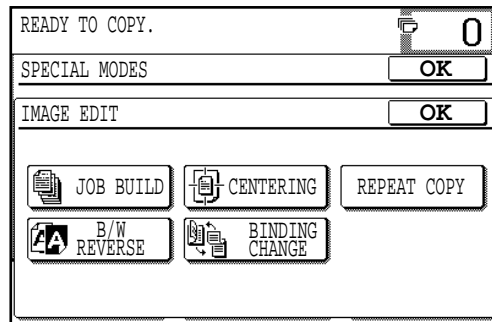 READY TO COPY.
0
SPECIAL MODES
OK
IMAGE EDIT
OK
JOB BUILD
CENTERING
REPEAT COPY
B/W
REVERSE
BINDING
CHANGE